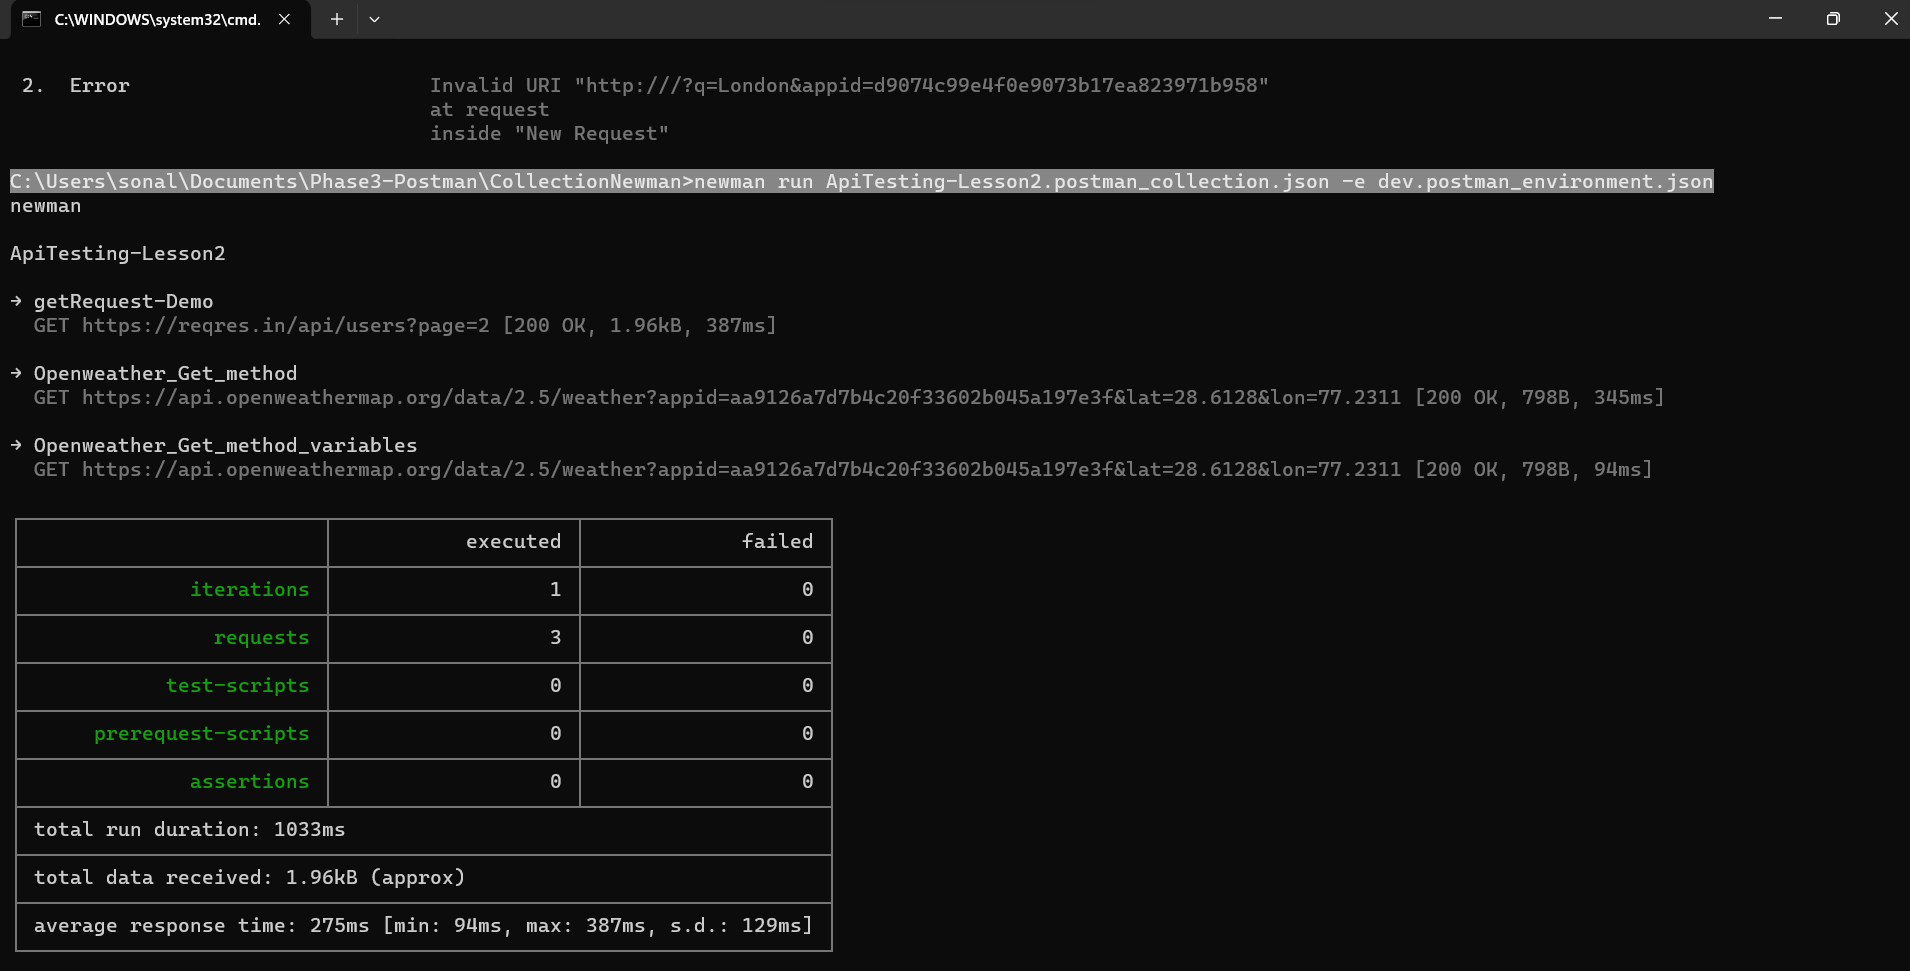 C:\WINDOWS\system32\cmd.
2. Error Invalid URI "http:///?q=London&appid=d9074c99e4f0e9073b17ea823971b958"
at request
inside "New Request"
C:\Users\sonal\Documents\Phase3-Postman\CollectionNewman>newman run ApiTesting-Lesson2.postman_collection.json -e dev.postman_environment.json
newman
ApiTesting-Lesson2
→ getRequest-Demo
GET https://reqres.in/api/users?page=2 [200 OK, 1.96kB, 387ms]
→ Openweather_Get_method
GET https://api.openweathermap.org/data/2.5/weather?appid=aa9126a7d7b4c20f33602b045a197e3f&lat=28.6128&lon=77.2311 [200 OK, 798B, 345ms]
→ Openweather_Get_method_variables
GET https://api.openweathermap.org/data/2.5/weather?appid=aa9126a7d7b4c20f33602b045a197e3f&lat=28.6128&lon=77.2311 [200 OK, 798B, 94ms]
executed failed
iterations 1 0
requests 3 0
test-scripts 0 0
prerequest-scripts 0 0
assertions 0 0
total run duration: 1033ms
total data received: 1.96kB (approx)
average response time: 275ms [min: 94ms, max: 387ms, s.d.: 129ms]